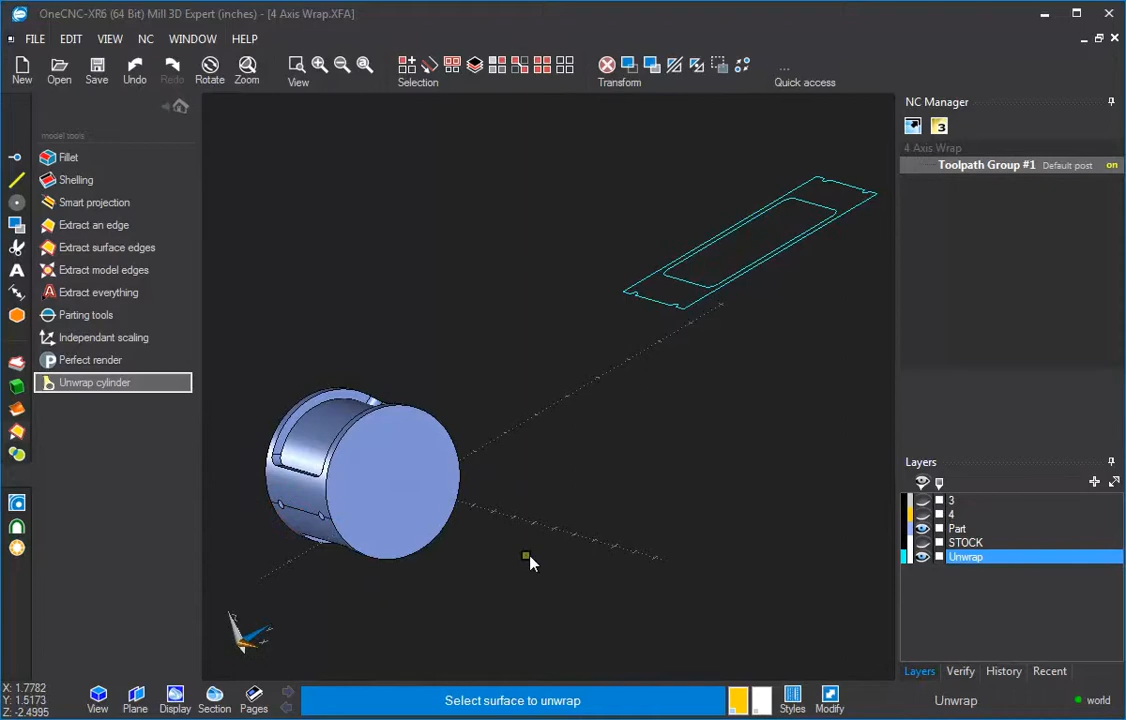 OneCNC-XR6 (64 Bit) Mill 3D Expert (inches) - [4 Axis Wrap.XFA]
FILE EDIT VIEW NC WINDOW HELP
New Open Save Undo Redo Rotate Zoom View Selection Transform ... Quick access
model tools
Fillet
Shelling
Smart projection
Extract an edge
Extract surface edges
Extract model edges
Extract everything
Parting tools
Independant scaling
Perfect render
Unwrap cylinder
NC Manager
3
4 Axis Wrap
Toolpath Group #1 Default post on
Layers
3
4
Part
STOCK
Unwrap
Layers Verify History Recent
X: 1.7782
Y: 1.5173
Z: -2.4995
View Plane Display Section Pages
Select surface to unwrap
Styles Modify
Unwrap
world